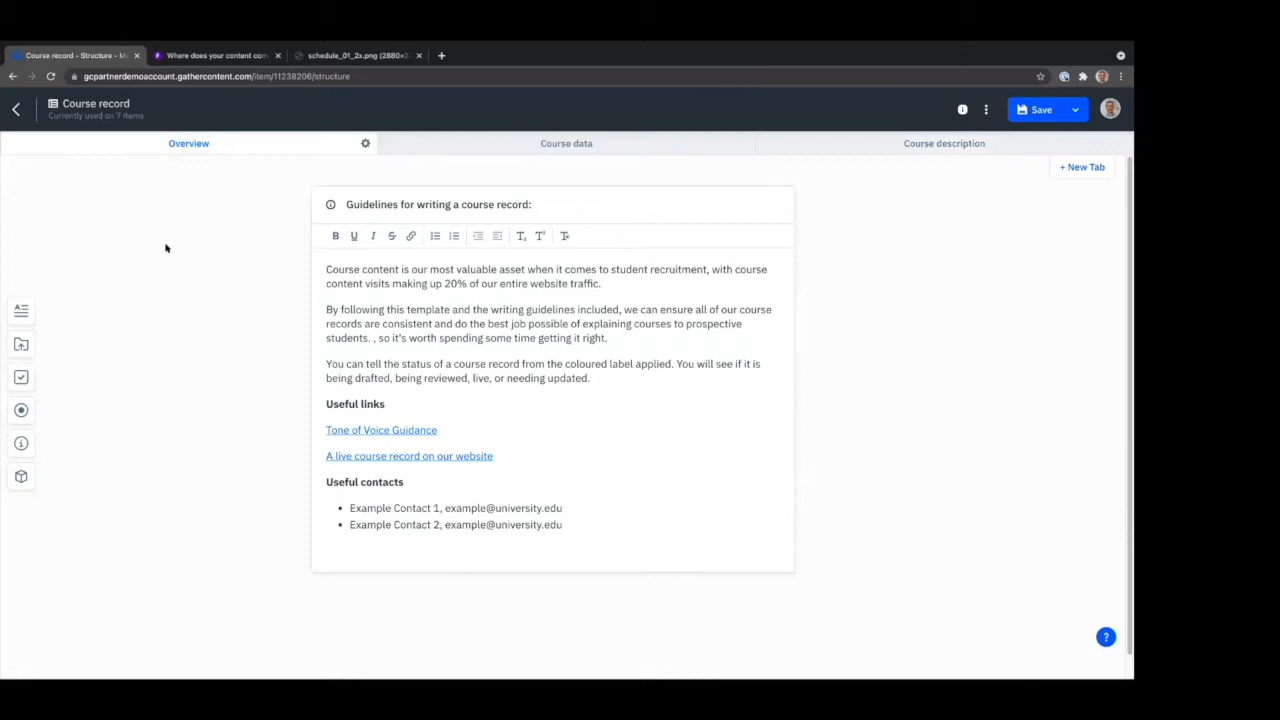 Course record - Structure - M
Where does your content com
schedule_01_2x.png (2880×2
gcpartnerdemoaccount.gathercontent.com/item/11238206/structure
Course record
Currently used on 7 items
Save
Overview
Course data
Course description
+ New Tab
Guidelines for writing a course record:
B U I S
Course content is our most valuable asset when it comes to student recruitment, with course
content visits making up 20% of our entire website traffic.
By following this template and the writing guidelines included, we can ensure all of our course
records are consistent and do the best job possible of explaining courses to prospective
students. , so it's worth spending some time getting it right.
You can tell the status of a course record from the coloured label applied. You will see if it is
being drafted, being reviewed, live, or needing updated.
Useful links
Tone of Voice Guidance
A live course record on our website
Useful contacts
• Example Contact 1, example@university.edu
• Example Contact 2, example@university.edu
?